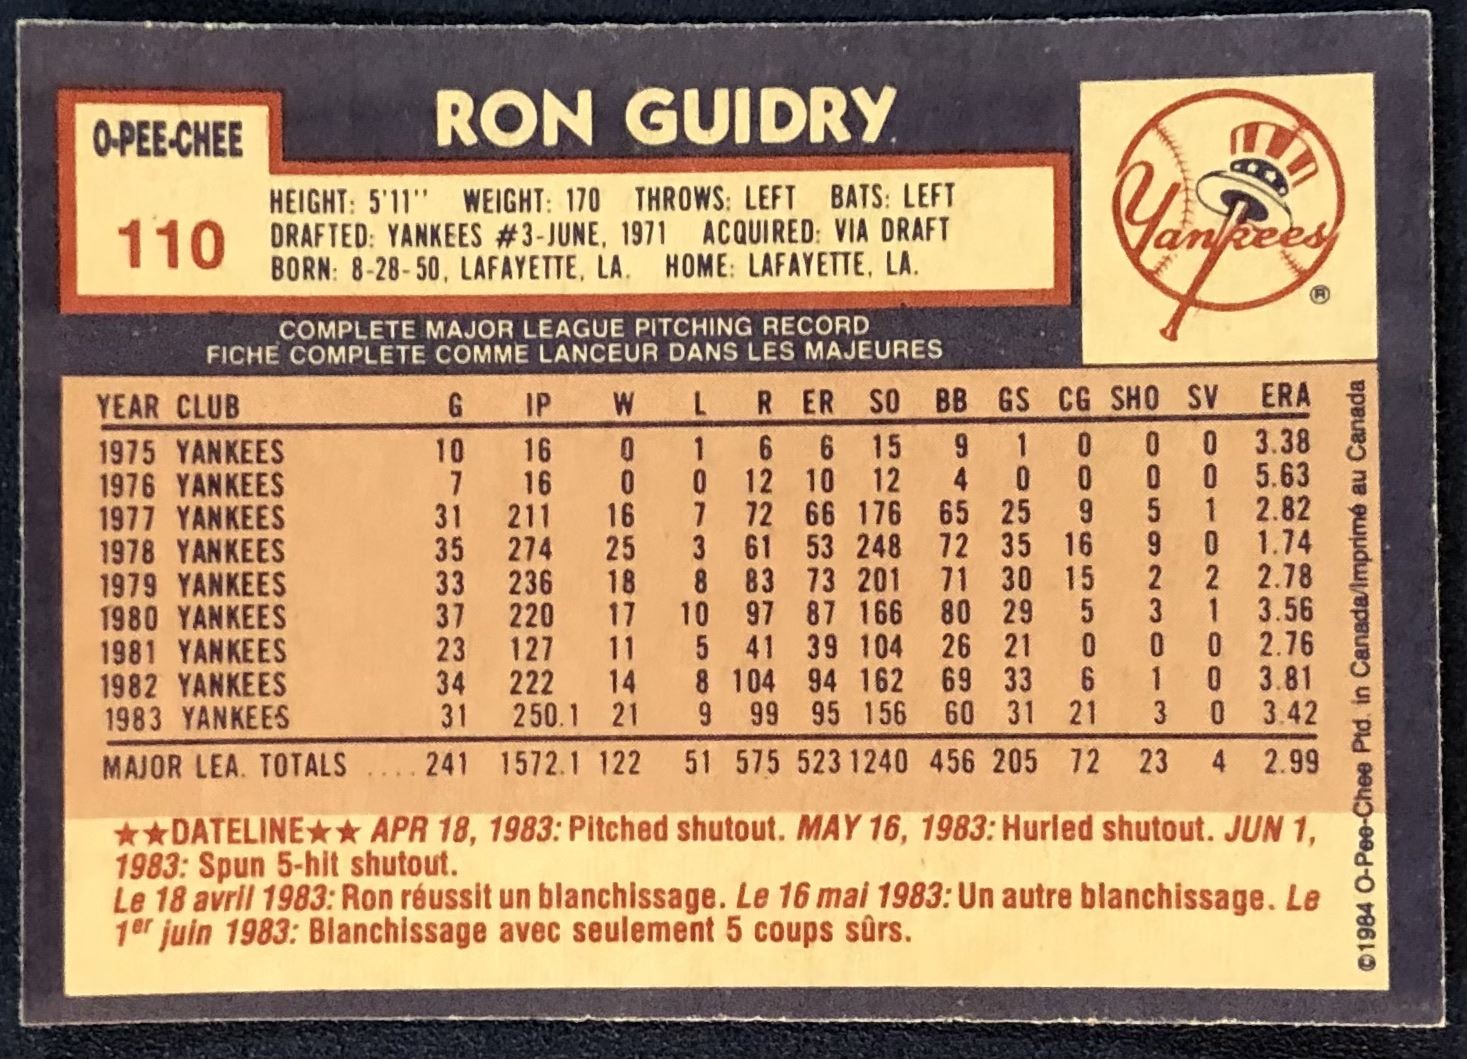 RON GUIDRY
O-PEE-CHEE
110
HEIGHT: 5'11" WEIGHT: 170 THROWS: LEFT BATS: LEFT
DRAFTED: YANKEES #3-JUNE, 1971 ACQUIRED: VIA DRAFT
BORN: 8-28-50, LAFAYETTE, LA. HOME: LAFAYETTE, LA.
Yankees
®
COMPLETE MAJOR LEAGUE PITCHING RECORD
FICHE COMPLETE COMME LANCEUR DANS LES MAJEURES
YEAR CLUB G IP W L R ER SO BB GS CG SHO SV ERA
1975 YANKEES 10 16 0 1 6 6 15 9 1 0 0 0 3.38
1976 YANKEES 7 16 0 0 12 10 12 4 0 0 0 0 5.63
1977 YANKEES 31 211 16 7 72 66 176 65 25 9 5 1 2.82
1978 YANKEES 35 274 25 3 61 53 248 72 35 16 9 0 1.74
1979 YANKEES 33 236 18 8 83 73 201 71 30 15 2 2 2.78
1980 YANKEES 37 220 17 10 97 87 166 80 29 5 3 1 3.56
1981 YANKEES 23 127 11 5 41 39 104 26 21 0 0 0 2.76
1982 YANKEES 34 222 14 8 104 94 162 69 33 6 1 0 3.81
1983 YANKEES 31 250.1 21 9 99 95 156 60 31 21 3 0 3.42
MAJOR LEA. TOTALS .... 241 1572.1 122 51 575 523 1240 456 205 72 23 4 2.99
★★DATELINE★★ APR 18, 1983: Pitched shutout. MAY 16, 1983: Hurled shutout. JUN 1,
1983: Spun 5-hit shutout.
Le 18 avril 1983: Ron réussit un blanchissage. Le 16 mai 1983: Un autre blanchissage. Le
1er juin 1983: Blanchissage avec seulement 5 coups sûrs.
©1984 O-Pee-Chee Ptd. in Canada/Imprimé au Canada